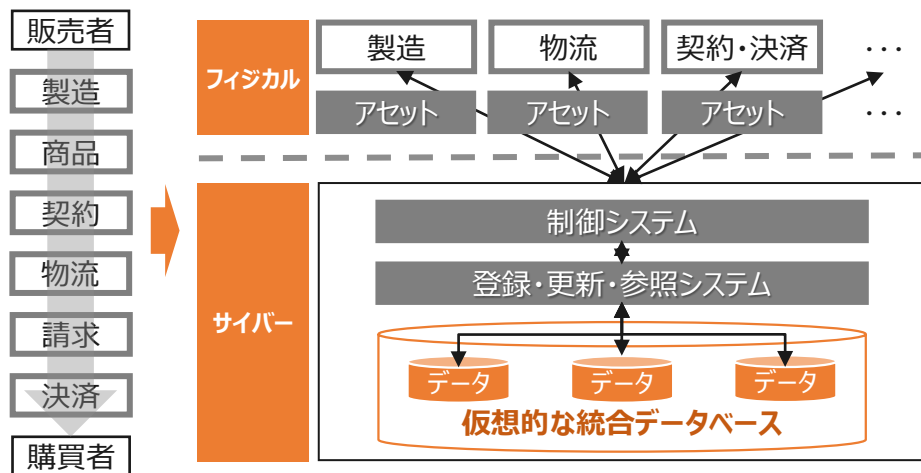 販売者
製造
商品
契約
物流
請求
決済
購買者
フィジカル
製造
物流
契約・決済
・・・
アセット
アセット
アセット
・・・
サイバー
制御システム
登録・更新・参照システム
データ
データ
データ
仮想的な統合データベース